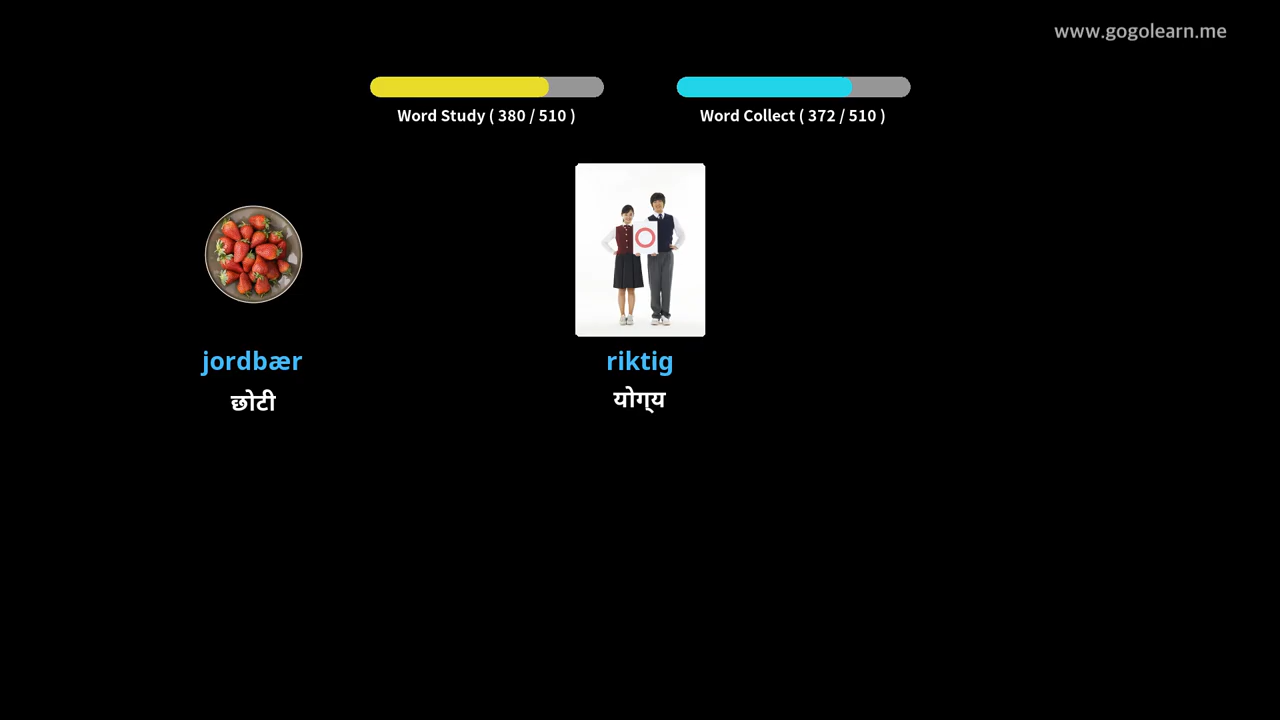 www.gogolearn.me
Word Study ( 380 / 510 )
Word Collect ( 372 / 510 )
jordbær
छोटी
riktig
योग्य